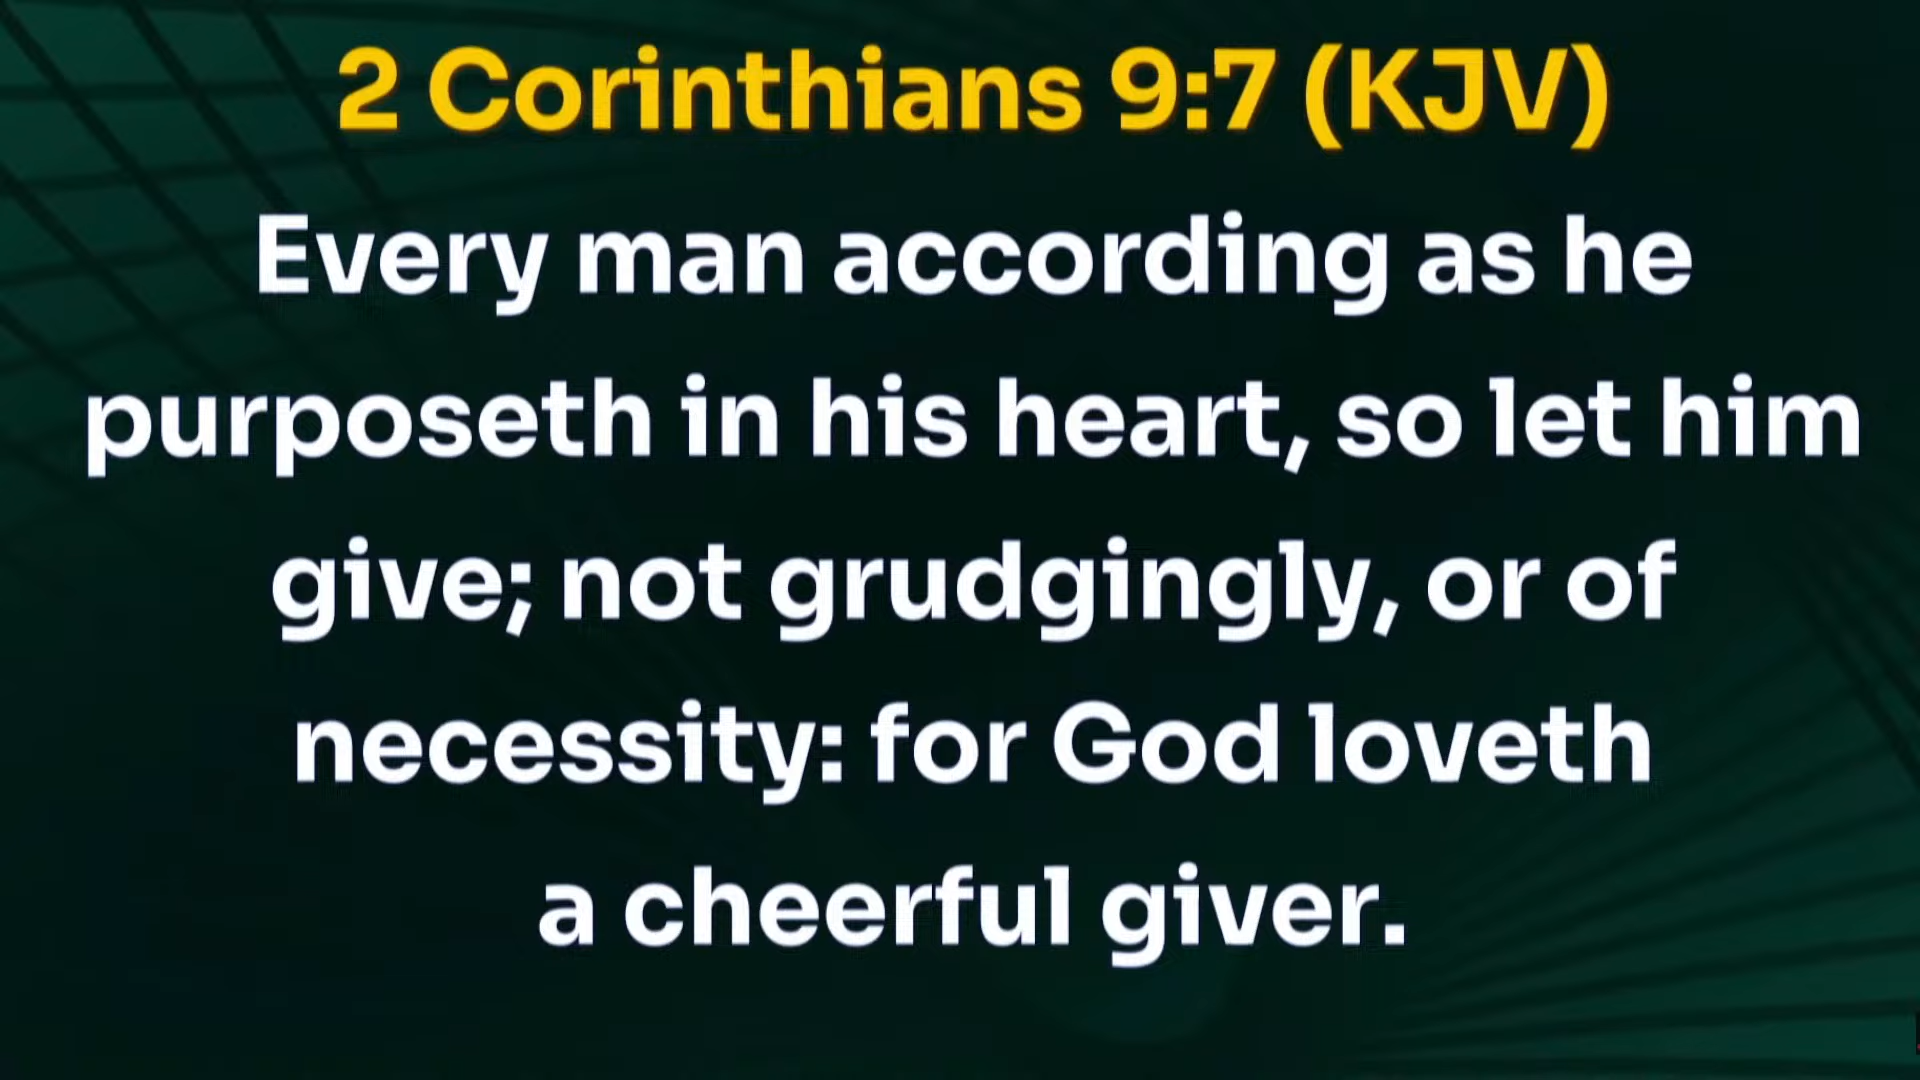 2 Corinthians 9:7 (KJV)
Every man according as he
purposeth in his heart, so let him
give; not grudgingly, or of
necessity: for God loveth
a cheerful giver.